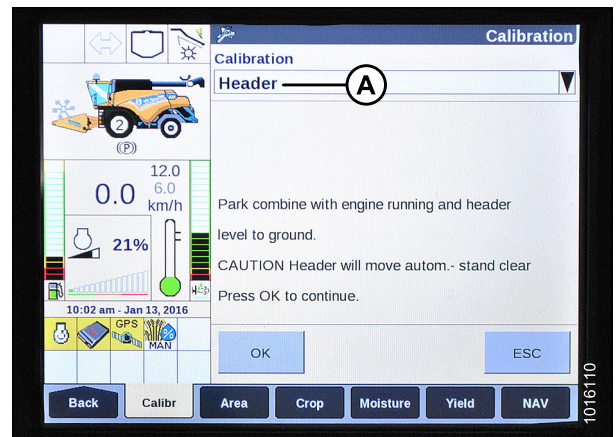 Calibration
Calibration
Header
A
2
(P)
12.0
6.0
0.0 km/h
21%
Park combine with engine running and header
level to ground.
CAUTION Header will move autom.- stand clear
Press OK to continue.
10:02 am - Jan 13, 2016
GPS
MAN
OK
ESC
Back
Calibr
Area
Crop
Moisture
Yield
NAV
1016110